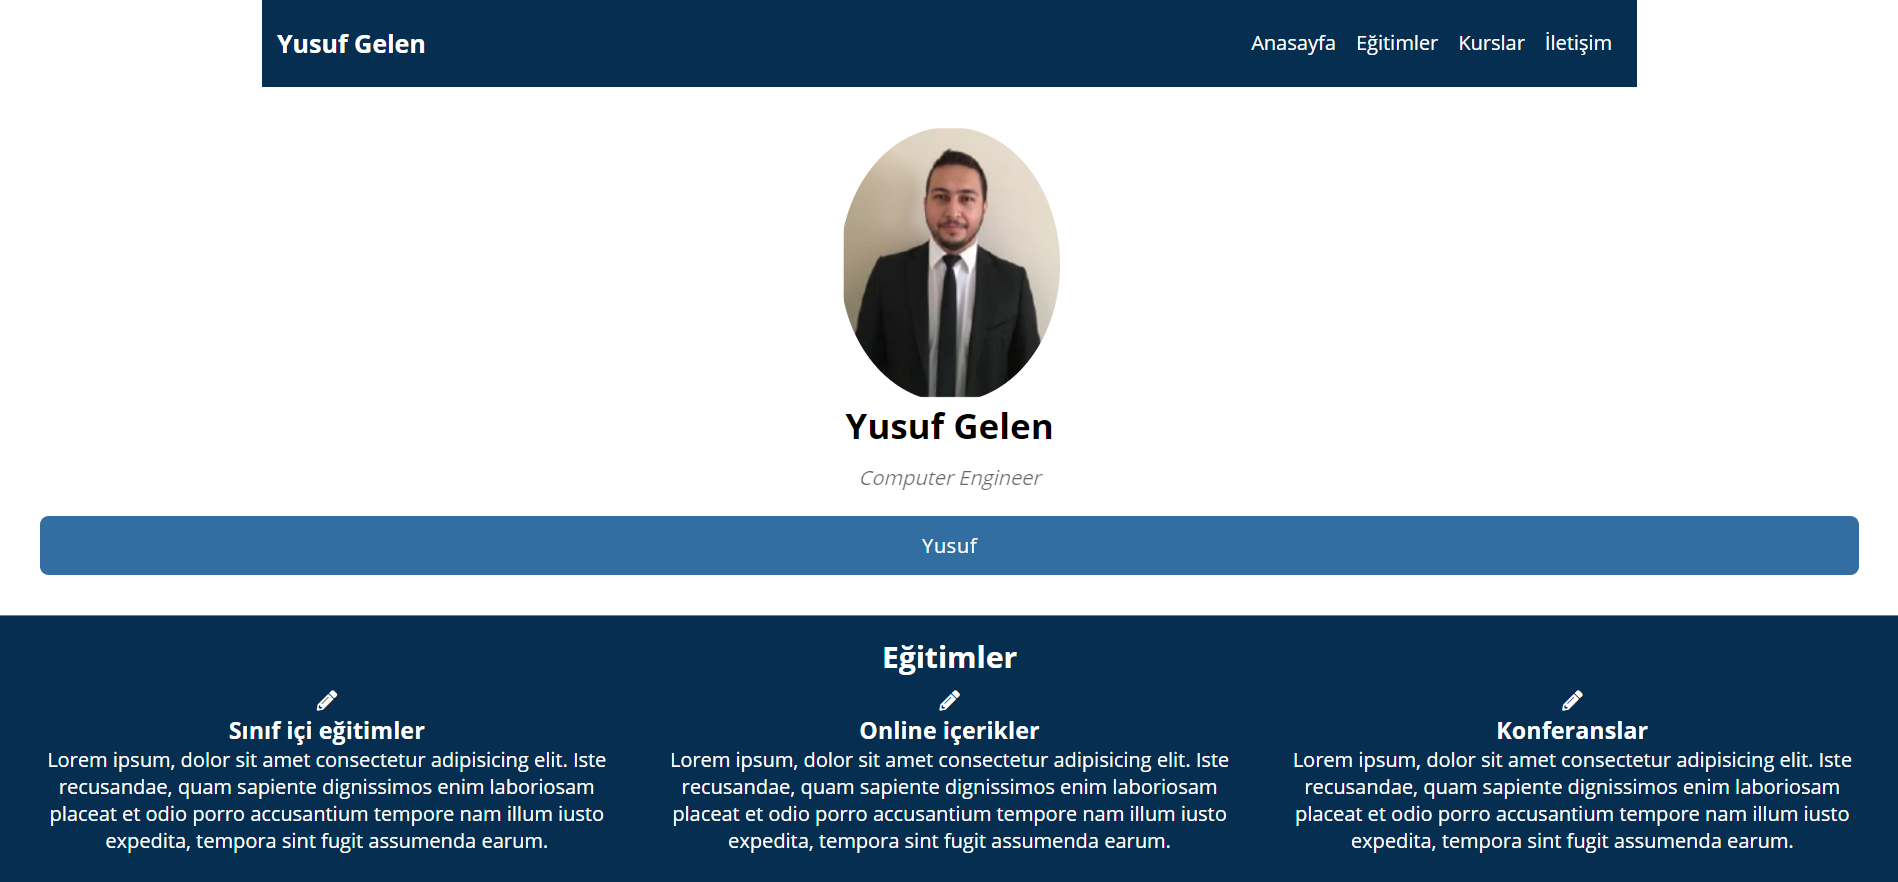 Yusuf Gelen
Anasayfa Eğitimler Kurslar İletişim
Yusuf Gelen
Computer Engineer
Yusuf
Eğitimler
Sınıf içi eğitimler
Lorem ipsum, dolor sit amet consectetur adipisicing elit. Iste
recusandae, quam sapiente dignissimos enim laboriosam
placeat et odio porro accusantium tempore nam illum iusto
expedita, tempora sint fugit assumenda earum.
Online içerikler
Lorem ipsum, dolor sit amet consectetur adipisicing elit. Iste
recusandae, quam sapiente dignissimos enim laboriosam
placeat et odio porro accusantium tempore nam illum iusto
expedita, tempora sint fugit assumenda earum.
Konferanslar
Lorem ipsum, dolor sit amet consectetur adipisicing elit. Iste
recusandae, quam sapiente dignissimos enim laboriosam
placeat et odio porro accusantium tempore nam illum iusto
expedita, tempora sint fugit assumenda earum.